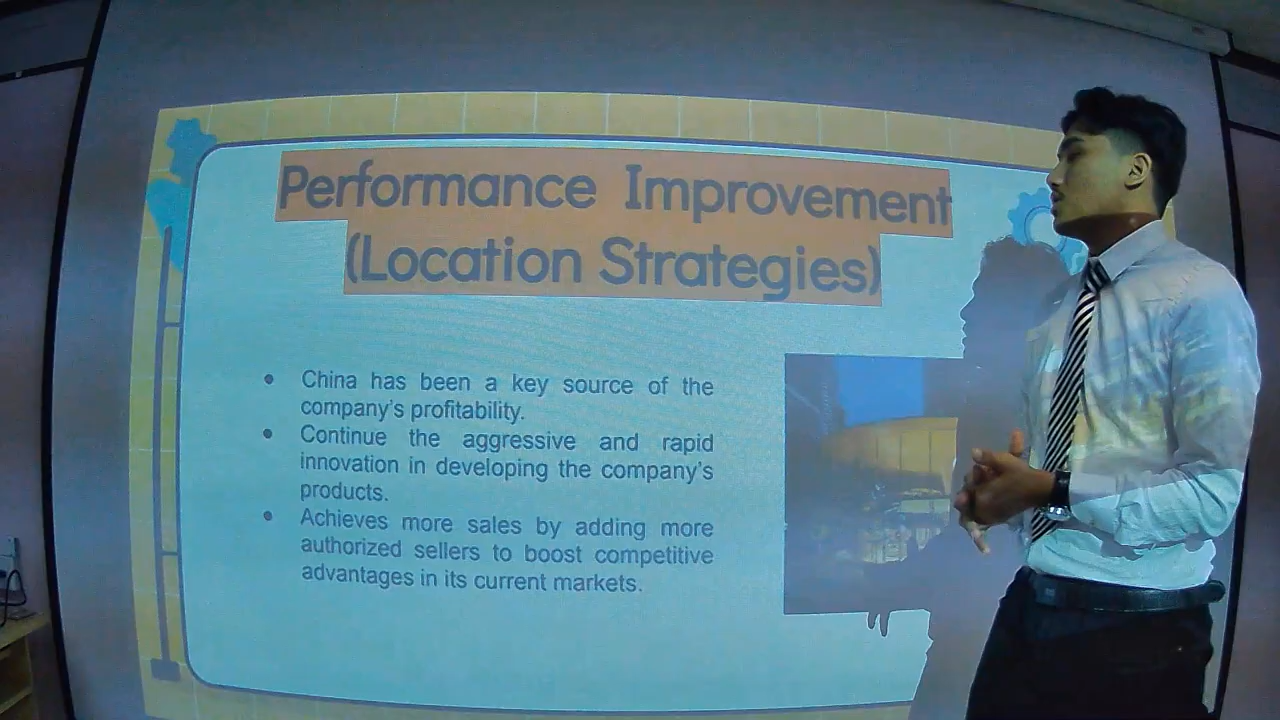 Performance Improvement
(Location Strategies)
● China has been a key source of the
company's profitability.
● Continue the aggressive and rapid
innovation in developing the company's
products.
● Achieves more sales by adding more
authorized sellers to boost competitive
advantages in its current markets.